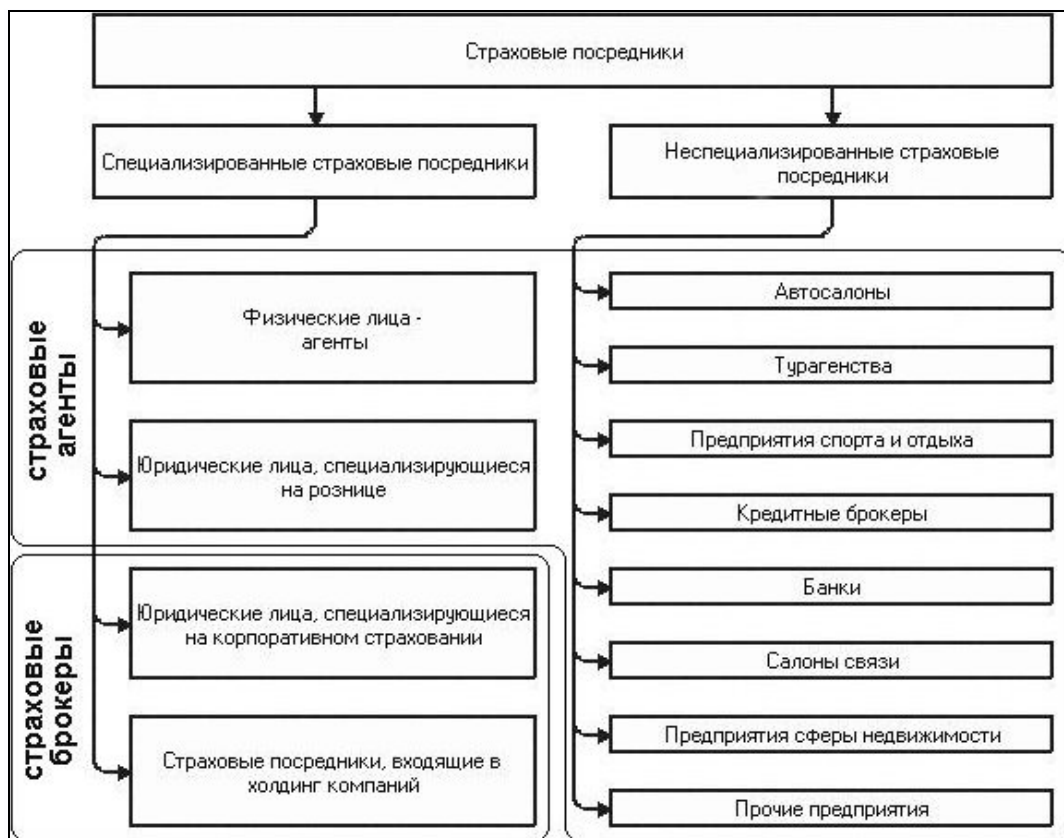 Страховые посредники
Специализированные страховые посредники
Неспециализированные страховые
посредники
страховые
агенты
Физические лица -
агенты
Юридические лица, специализирующиеся
на рознице
страховые
брокеры
Юридические лица, специализирующиеся
на корпоративном страховании
Страховые посредники, входящие в
холдинг компаний
Автосалоны
Турагенства
Предприятия спорта и отдыха
Кредитные брокеры
Банки
Салоны связи
Предприятия сферы недвижимости
Прочие предприятия